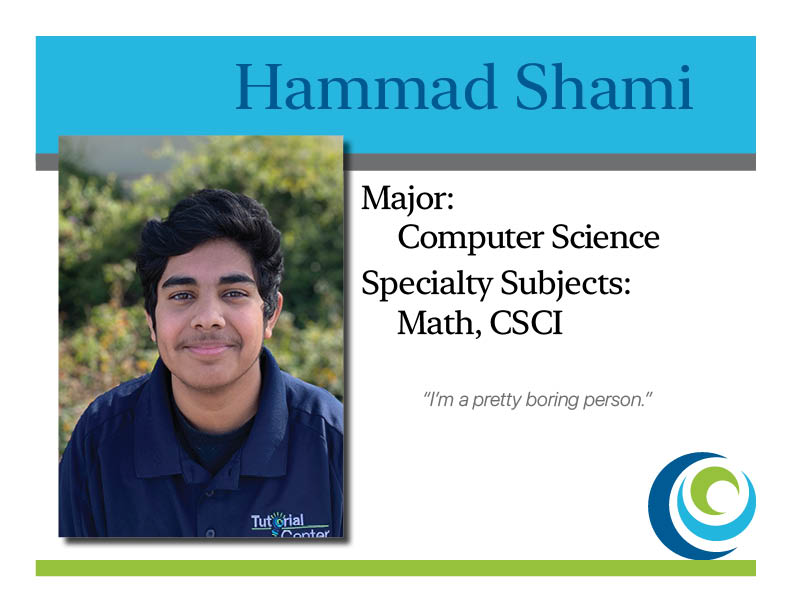 Hammad Shami
Major:
Computer Science
Specialty Subjects:
Math, CSCI
“I’m a pretty boring person.”
Tutorial
Center